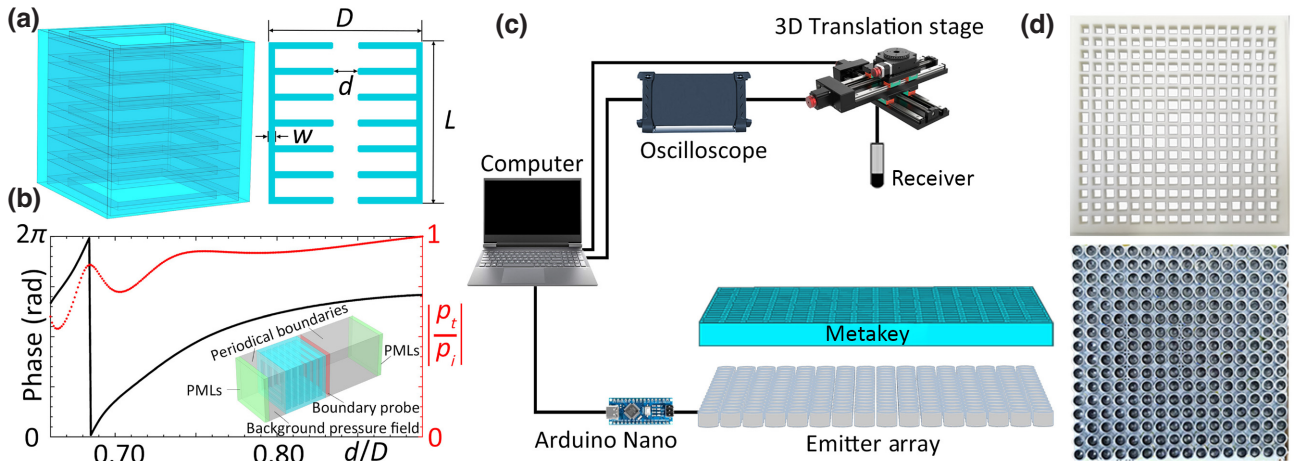 (a)
D
d
w
L
(b)
2π
Phase (rad)
0
0.70
0.80
d/D
1
|p_t/p_i|
0
Periodical boundaries
PMLs
PMLs
Boundary probe
Background pressure field
(c)
3D Translation stage
Oscilloscope
Receiver
Computer
Metakey
Arduino Nano
Emitter array
(d)